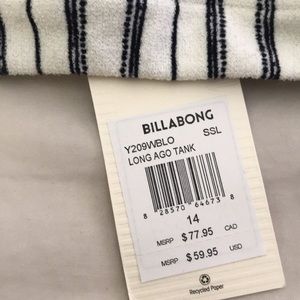 BILLABONG
Y209WBLO SSL
LONG AGO TANK
8 28570 64673 8
14
MSRP $77.95 CAD
MSRP $59.95 USD
Recycled Paper